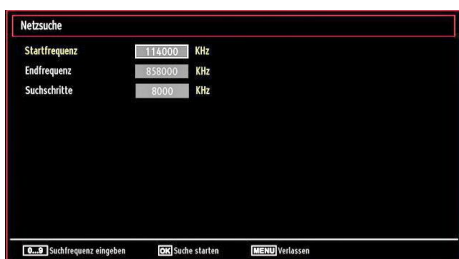 Netzsuche
Startfrequenz 114000 KHz
Endfrequenz 858000 KHz
Suchschritte 8000 KHz
0...9 Suchfrequenz eingeben OK Suche starten MENU Verlassen